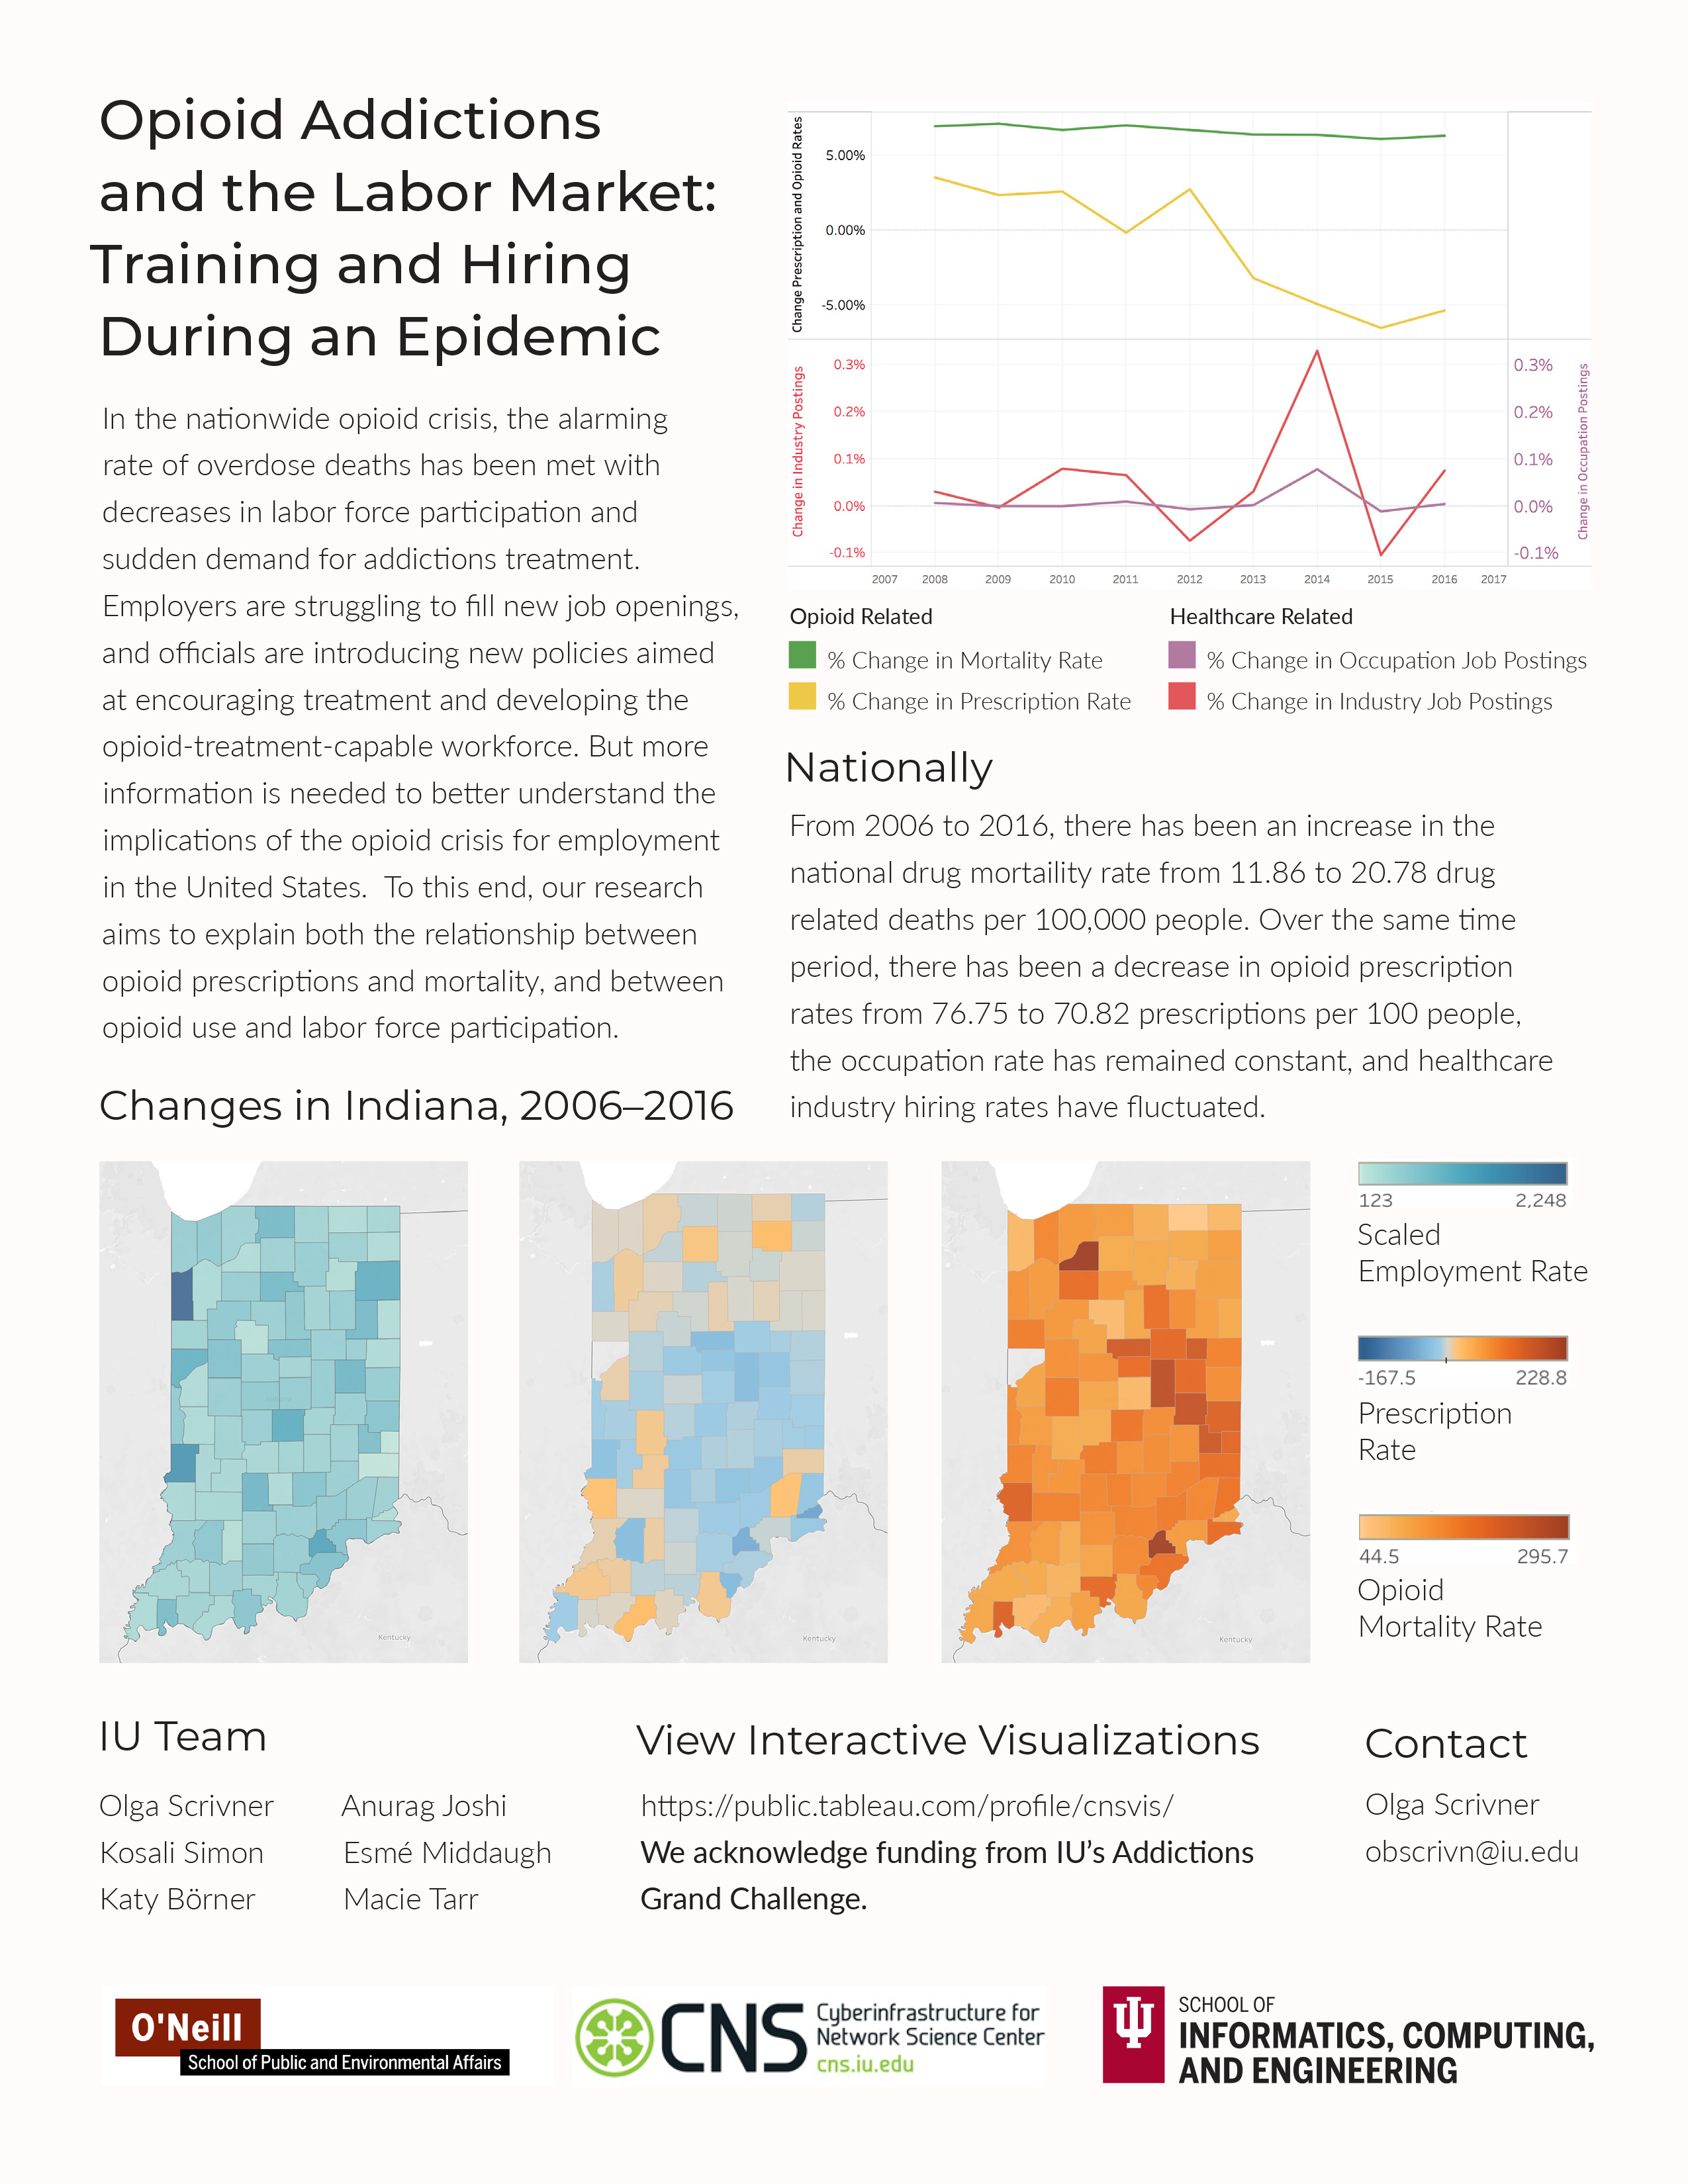 Opioid Addictions
and the Labor Market:
Training and Hiring
During an Epidemic
In the nationwide opioid crisis, the alarming
rate of overdose deaths has been met with
decreases in labor force participation and
sudden demand for addictions treatment.
Employers are struggling to fill new job openings,
and officials are introducing new policies aimed
at encouraging treatment and developing the
opioid-treatment-capable workforce. But more
information is needed to better understand the
implications of the opioid crisis for employment
in the United States.  To this end, our research
aims to explain both the relationship between
opioid prescriptions and mortality, and between
opioid use and labor force participation.
Change Prescription and Opioid Rates
5.00%
0.00%
-5.00%
Change in Industry Postings
0.3%
0.2%
0.1%
0.0%
-0.1%
0.3%
0.2%
0.1%
0.0%
-0.1%
Change in Occupation Postings
2007 2008 2009 2010 2011 2012 2013 2014 2015 2016 2017
Opioid Related
% Change in Mortality Rate
% Change in Prescription Rate
Healthcare Related
% Change in Occupation Job Postings
% Change in Industry Job Postings
Nationally
From 2006 to 2016, there has been an increase in the
national drug mortaility rate from 11.86 to 20.78 drug
related deaths per 100,000 people. Over the same time
period, there has been a decrease in opioid prescription
rates from 76.75 to 70.82 prescriptions per 100 people,
the occupation rate has remained constant, and healthcare
industry hiring rates have fluctuated.
Changes in Indiana, 2006–2016
Kentucky
Kentucky
Kentucky
123 2,248
Scaled
Employment Rate
-167.5 228.8
Prescription
Rate
44.5 295.7
Opioid
Mortality Rate
IU Team
Olga Scrivner
Kosali Simon
Katy Börner
Anurag Joshi
Esmé Middaugh
Macie Tarr
View Interactive Visualizations
https://public.tableau.com/profile/cnsvis/
We acknowledge funding from IU's Addictions
Grand Challenge.
Contact
Olga Scrivner
obscrivn@iu.edu
O'Neill
School of Public and Environmental Affairs
CNS
Cyberinfrastructure for
Network Science Center
cns.iu.edu
SCHOOL OF
INFORMATICS, COMPUTING,
AND ENGINEERING